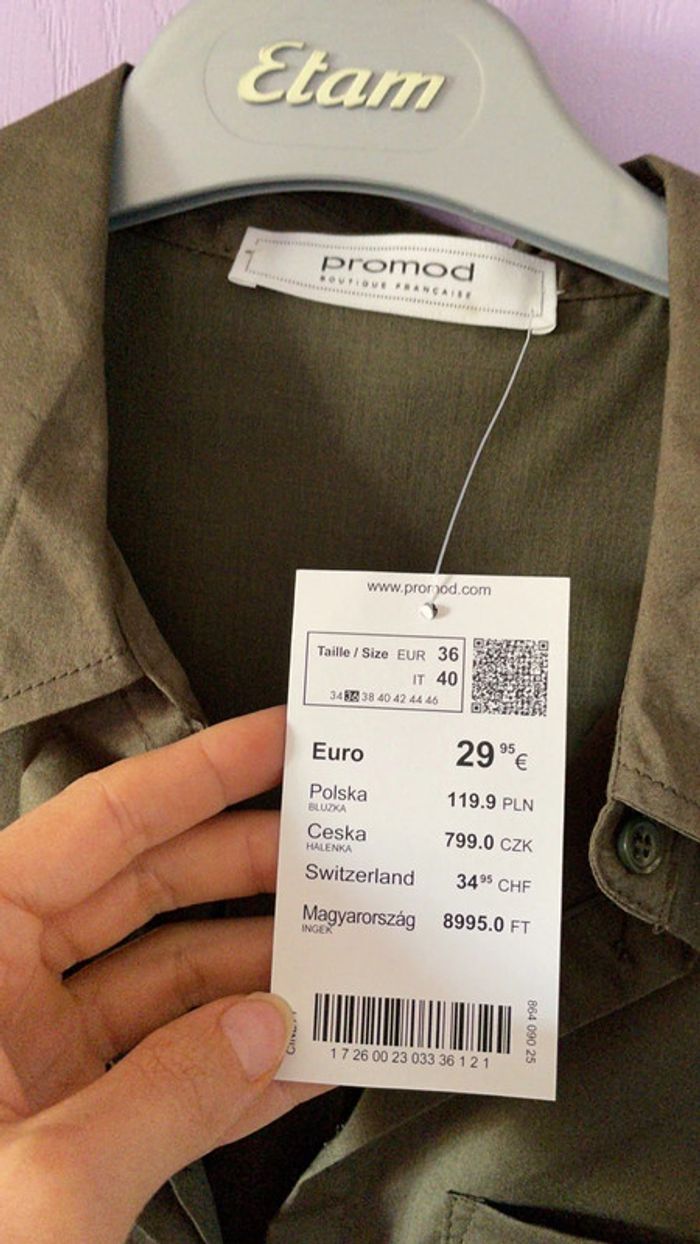 Etam
promod
BOUTIQUE FRANÇAISE
www.promod.com
Taille / Size EUR 36
IT 40
34 36 38 40 42 44 46
Euro 29 95 €
Polska 119.9 PLN
BLUZKA
Ceska 799.0 CZK
HALENKA
Switzerland 34 95 CHF
Magyarország 8995.0 FT
INGEK
864 090 25
1 7 26 00 23 033 36 1 2 1